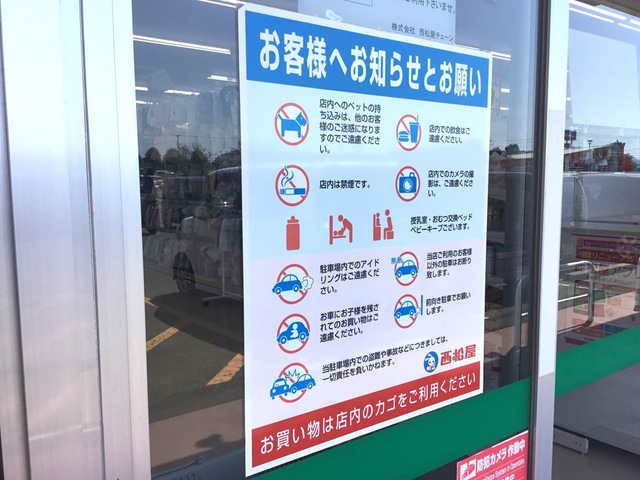 利用下さいませ。
株式会社 西松屋チェーン
お客様へお知らせとお願い
店内へのペットの持
ち込みは、他のお客
様のご迷惑になりま
すのでご遠慮くださ
い。
店内での飲食はご
遠慮ください。
店内は禁煙です。
店内でのカメラの撮
影は、ご遠慮くださ
い。
授乳室・おむつ交換ベッド
ベビーキープございます。
駐車場内でのアイド
リングはご遠慮くだ
さい。
無断
当店ご利用のお客様
以外の駐車はお断り
致します。
お車にお子様を残さ
れてのお買い物はご
遠慮ください。
前向き駐車でお願い
します。
当駐車場内での盗難や事故などにつきましては、
一切責任を負いかねます。
西松屋
お買い物は店内のカゴをご利用ください
防犯カメラ 作動中